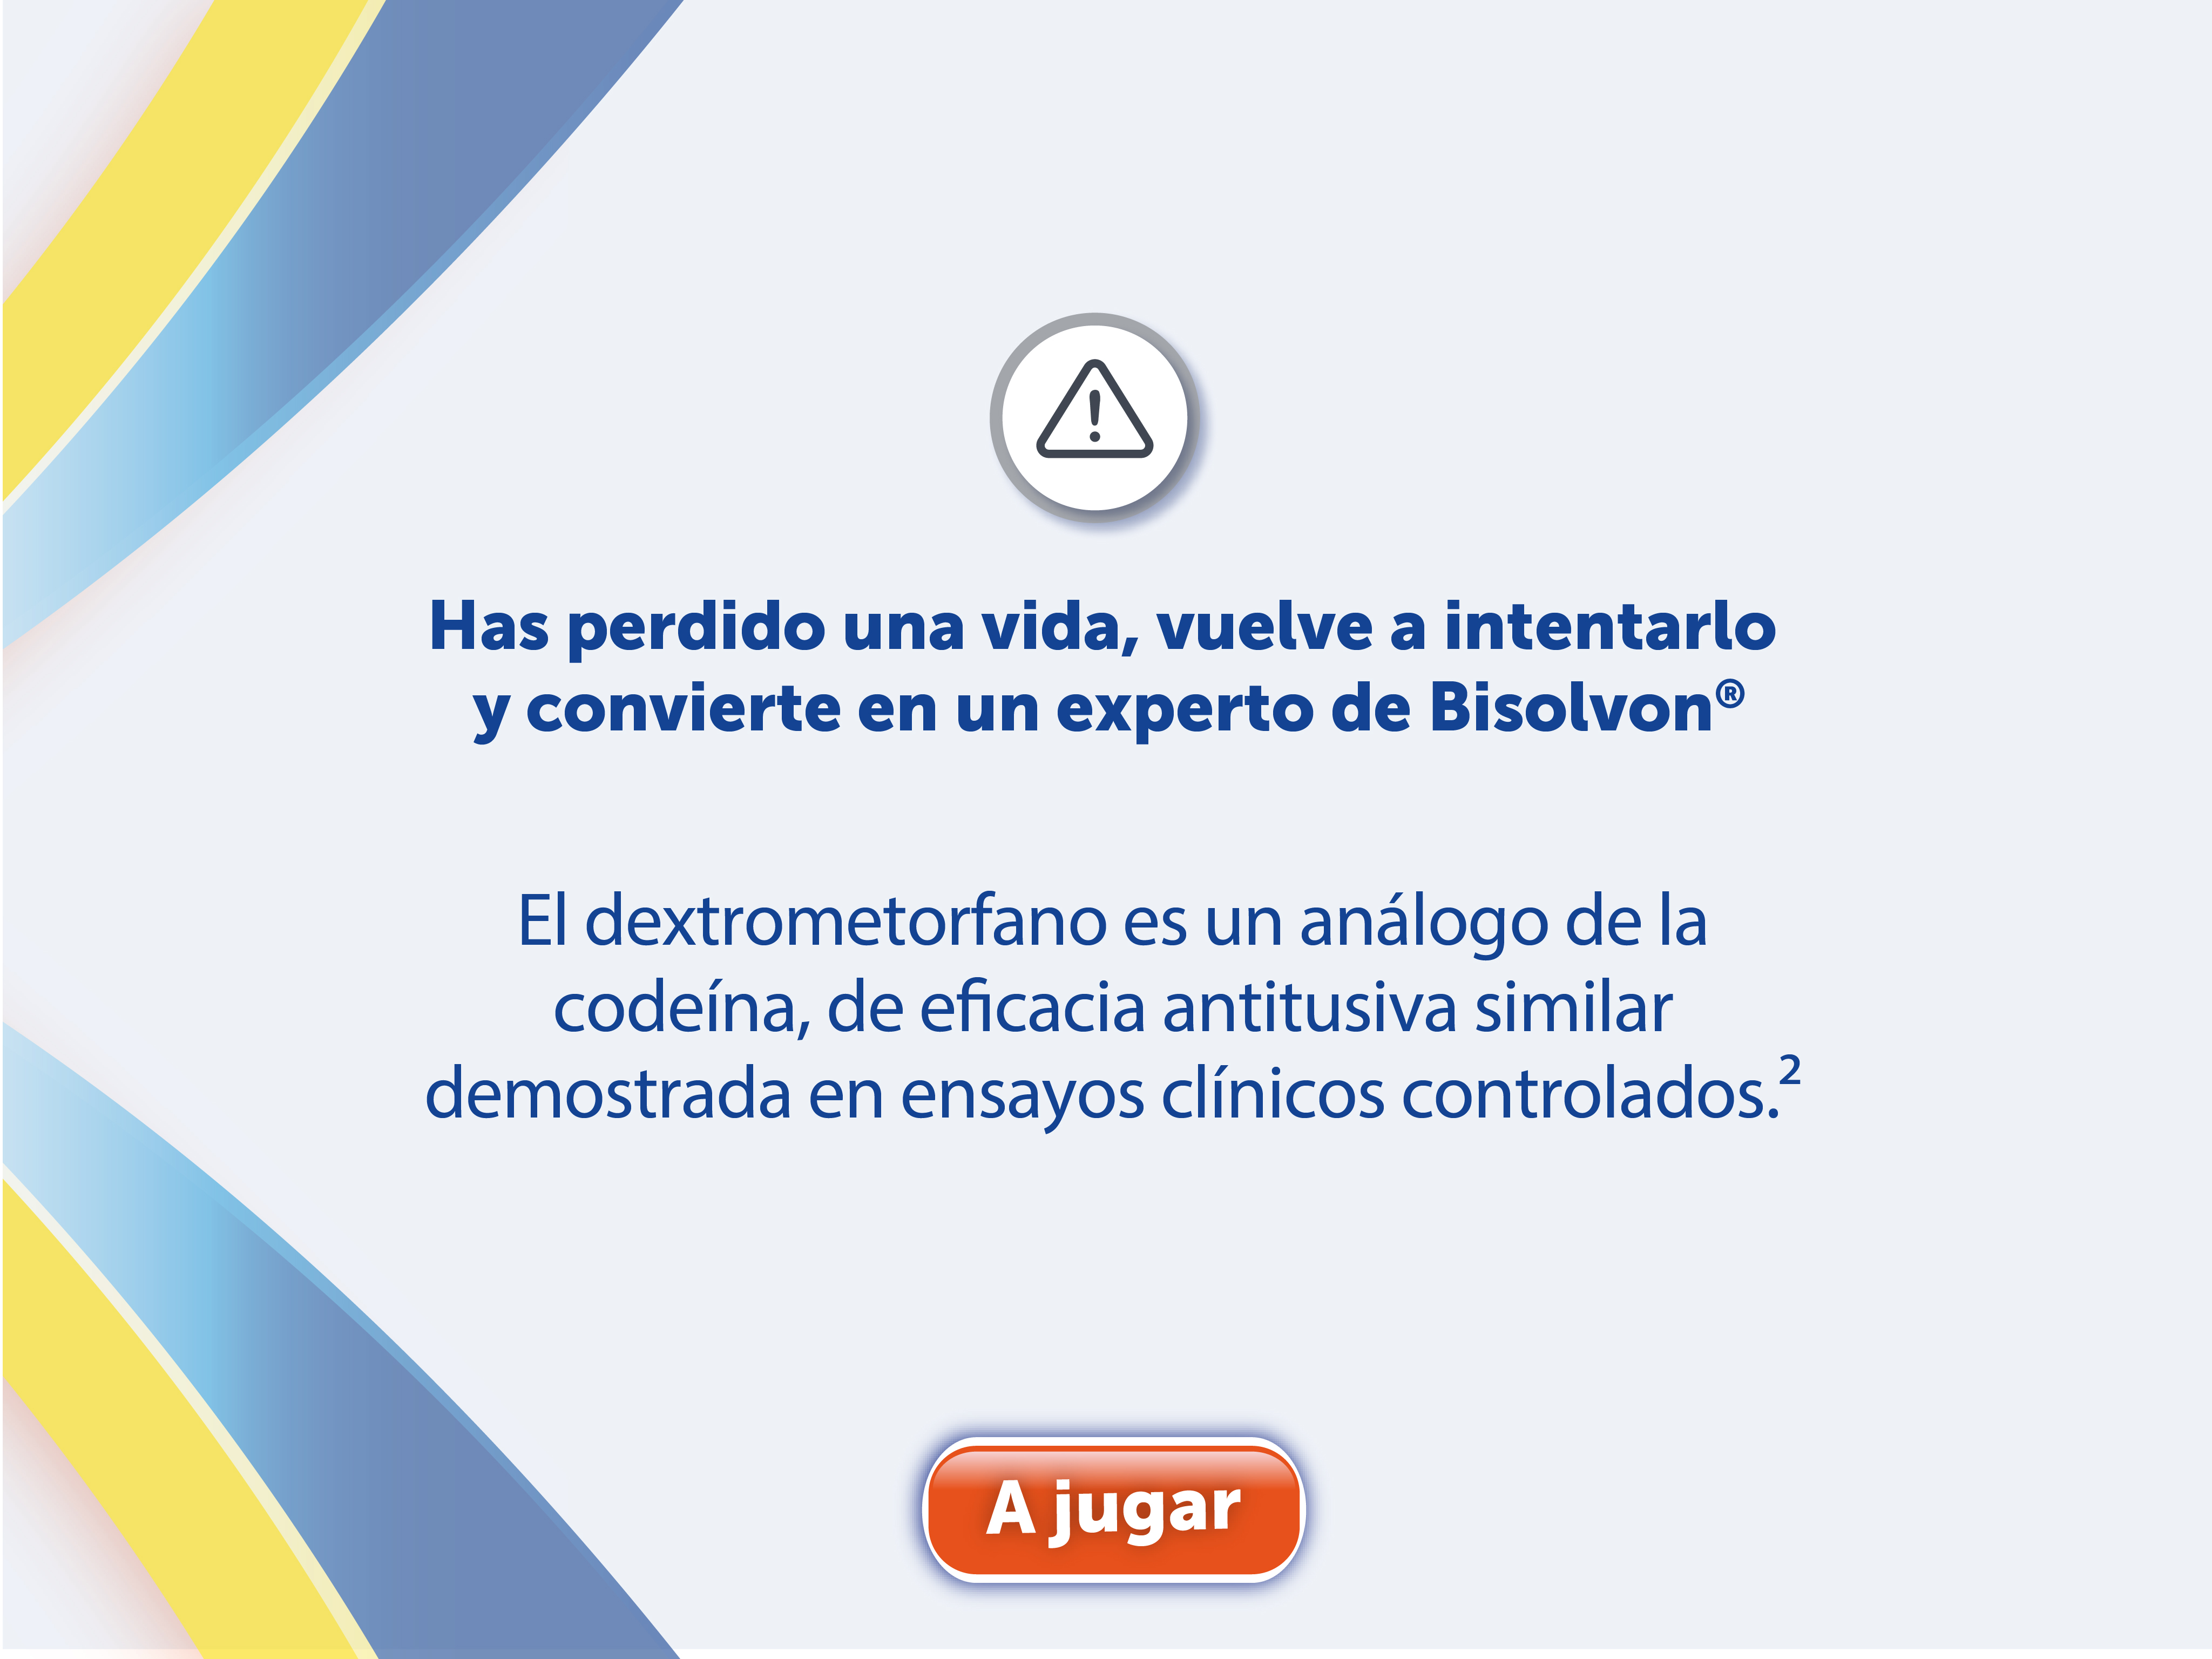 Has perdido una vida, vuelve a intentarlo
y convierte en un experto de Bisolvon®
El dextrometorfano es un análogo de la
codeína, de eficacia antitusiva similar
demostrada en ensayos clínicos controlados.²
A jugar